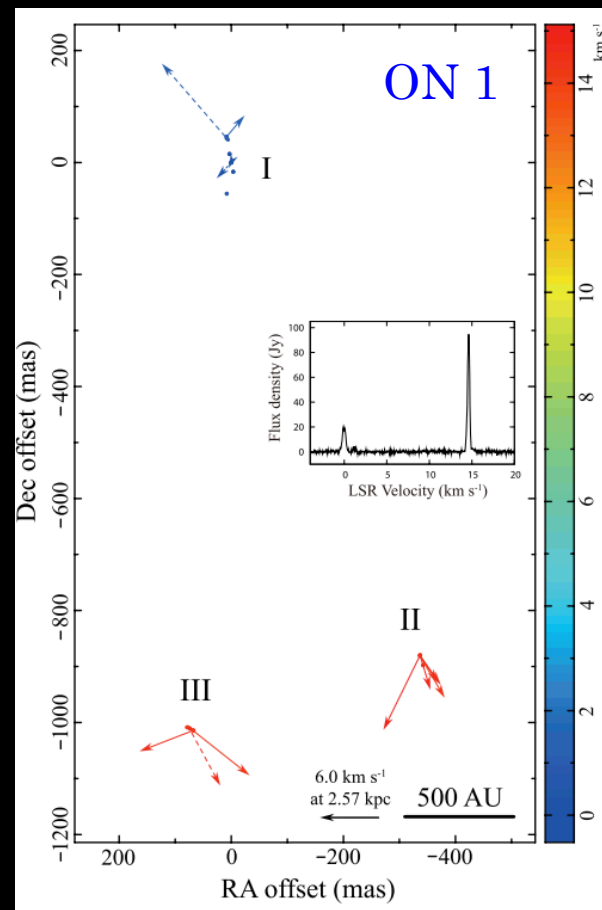 ON 1
km s⁻¹
200
0
−200
−400
−600
−800
−1000
−1200
Dec offset (mas)
I
100
80
60
40
20
0
Flux density (Jy)
0 5 10 15 20
LSR Velocity (km s⁻¹)
II
III
6.0 km s⁻¹
at 2.57 kpc
500 AU
200 0 −200 −400
RA offset (mas)
14
12
10
8
6
4
2
0